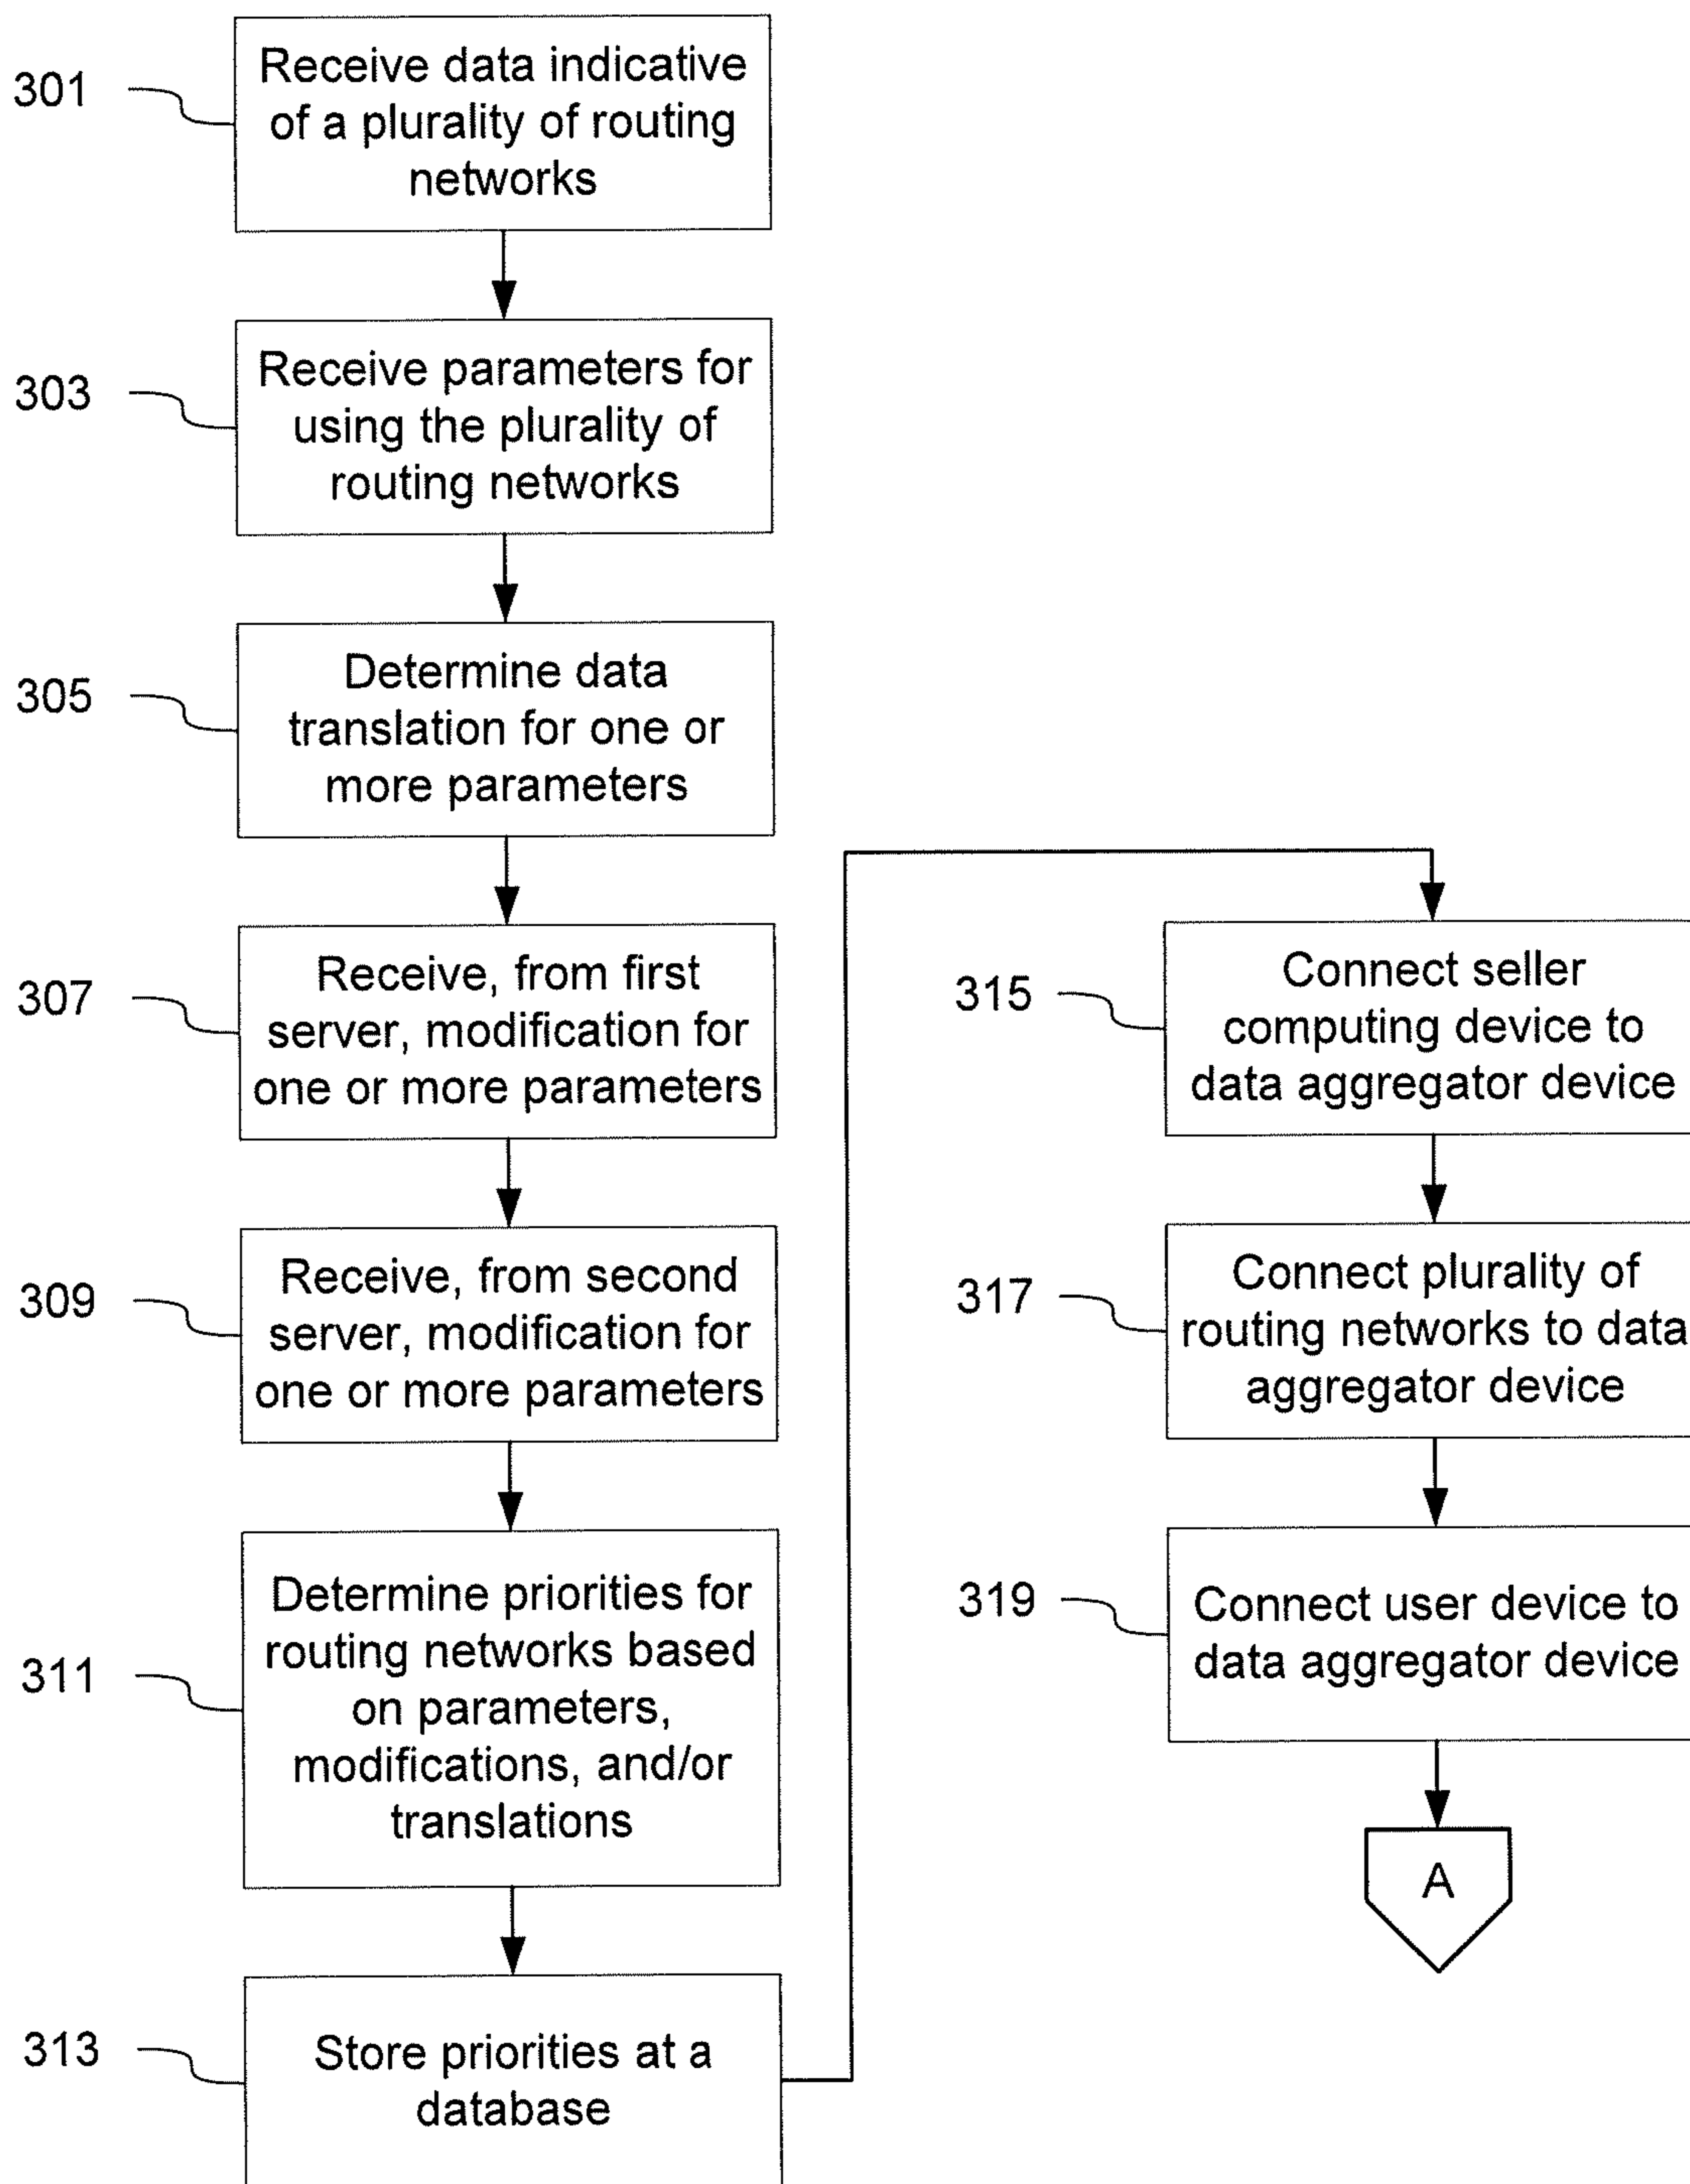 301
Receive data indicative
of a plurality of routing
networks
303
Receive parameters for
using the plurality of
routing networks
305
Determine data
translation for one or
more parameters
307
Receive, from first
server, modification for
one or more parameters
309
Receive, from second
server, modification for
one or more parameters
311
Determine priorities for
routing networks based
on parameters,
modifications, and/or
translations
313
Store priorities at a
database
315
Connect seller
computing device to
data aggregator device
317
Connect plurality of
routing networks to data
aggregator device
319
Connect user device to
data aggregator device
A